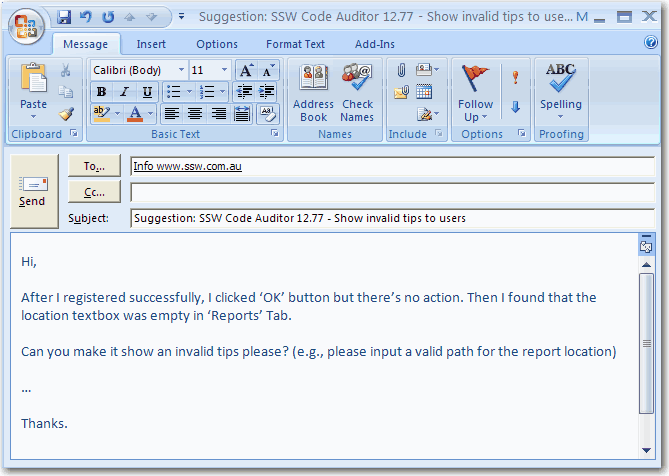 Suggestion: SSW Code Auditor 12.77 - Show invalid tips to use... M
Message Insert Options Format Text Add-Ins
Paste
Clipboard
Calibri (Body) 11 A A
B I U ab A
Basic Text
Address Book
Check Names
Names
Include
Follow Up
Options
ABC
Spelling
Proofing
Send
To...
Info www.ssw.com.au
Cc...
Subject:
Suggestion: SSW Code Auditor 12.77 - Show invalid tips to users
Hi,
After I registered successfully, I clicked ‘OK’ button but there’s no action. Then I found that the
location textbox was empty in ‘Reports’ Tab.
Can you make it show an invalid tips please? (e.g., please input a valid path for the report location)
...
Thanks.